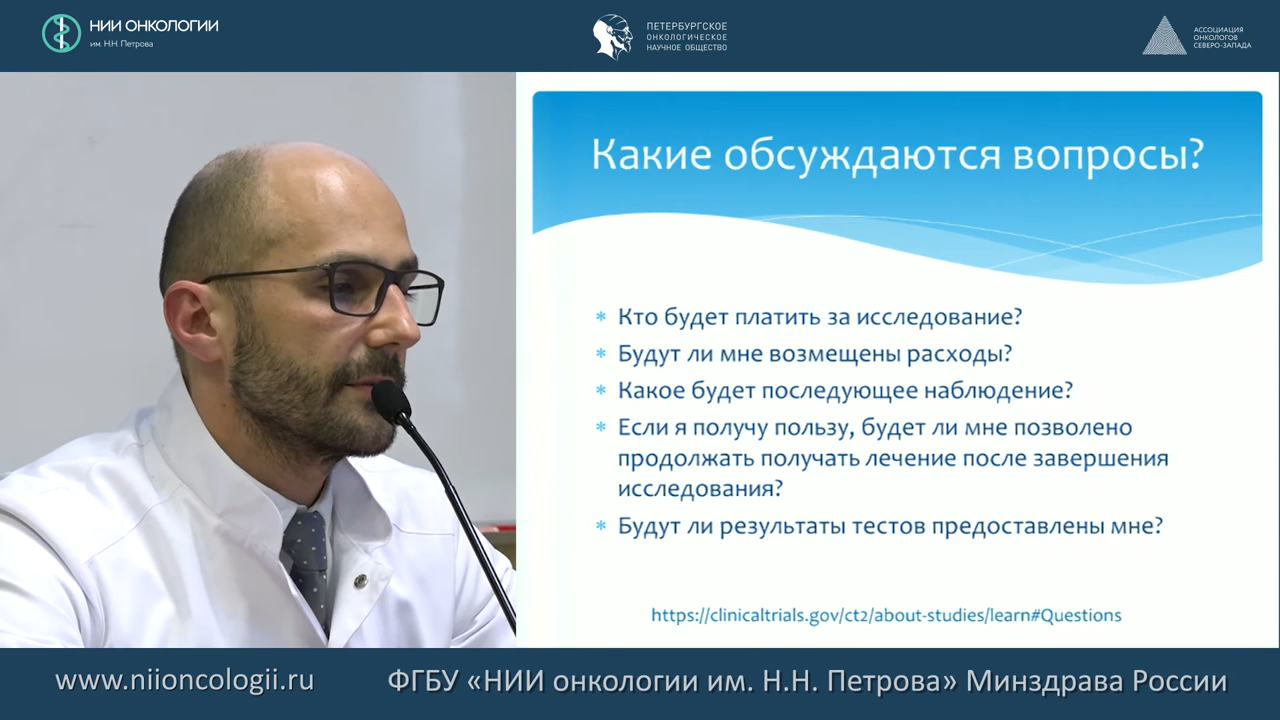 НИИ ОНКОЛОГИИ
им. Н.Н. Петрова
ПЕТЕРБУРГСКОЕ
ОНКОЛОГИЧЕСКОЕ
НАУЧНОЕ ОБЩЕСТВО
АССОЦИАЦИЯ
ОНКОЛОГОВ
СЕВЕРО-ЗАПАДА
Какие обсуждаются вопросы?
* Кто будет платить за исследование?
* Будут ли мне возмещены расходы?
* Какое будет последующее наблюдение?
* Если я получу пользу, будет ли мне позволено
продолжать получать лечение после завершения
исследования?
* Будут ли результаты тестов предоставлены мне?
https://clinicaltrials.gov/ct2/about-studies/learn#Questions
www.niioncologii.ru
ФГБУ «НИИ онкологии им. Н.Н. Петрова» Минздрава России